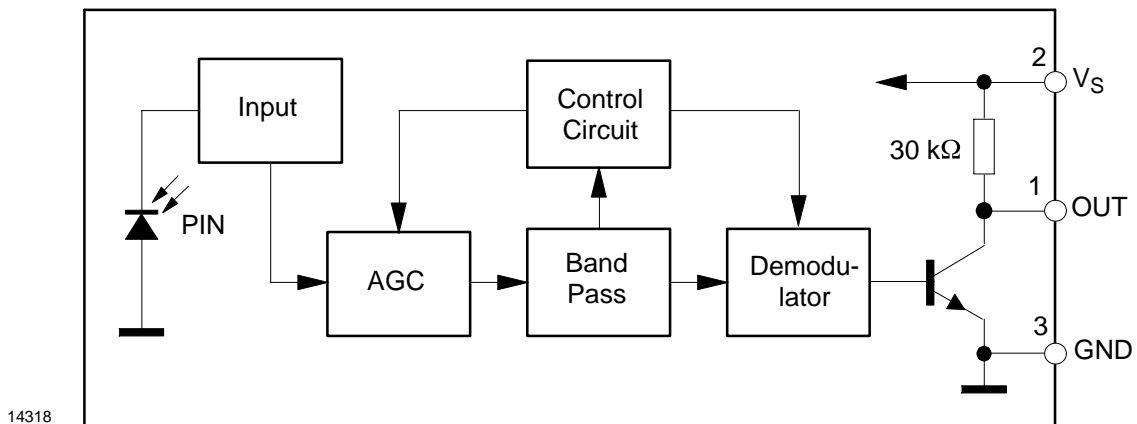 Input
PIN
AGC
Control
Circuit
Band
Pass
Demodu-
lator
30 kΩ
2
VS
1
OUT
3
GND
14318